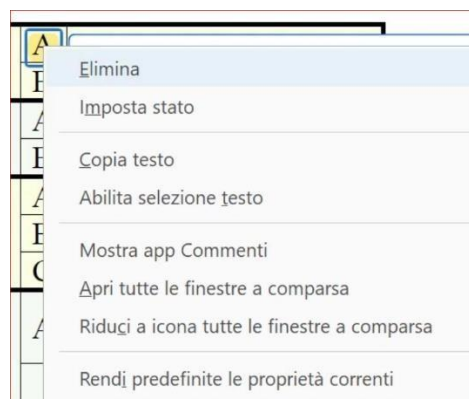 A
Elimina
E
Imposta stato
A
E
Copia testo
A
Abilita selezione testo
E
Mostra app Commenti
C
Apri tutte le finestre a comparsa
A
Riduci a icona tutte le finestre a comparsa
Rendi predefinite le proprietà correnti